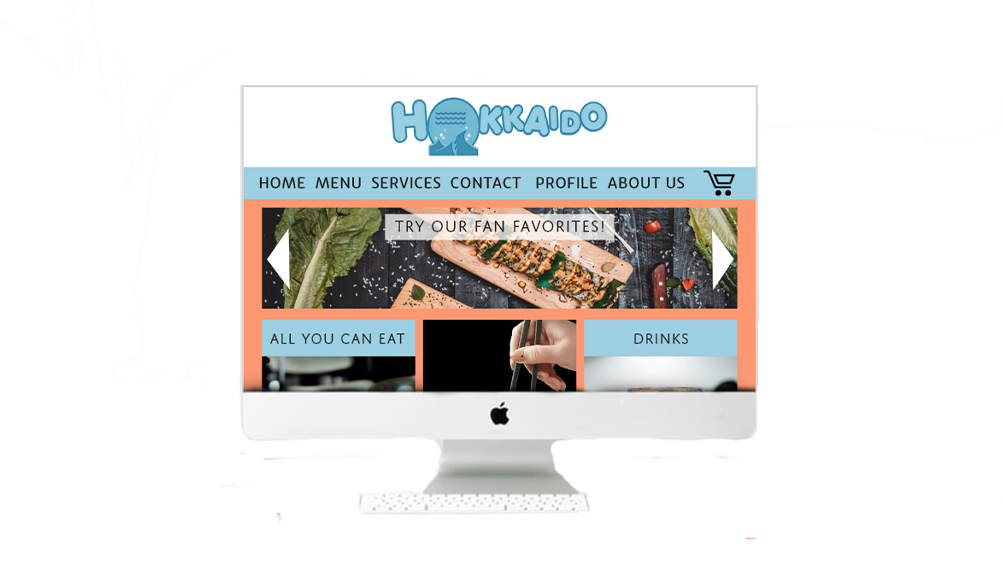 HOKKAIDO
HOME MENU SERVICES CONTACT PROFILE ABOUT US
TRY OUR FAN FAVORITES!
ALL YOU CAN EAT
DRINKS